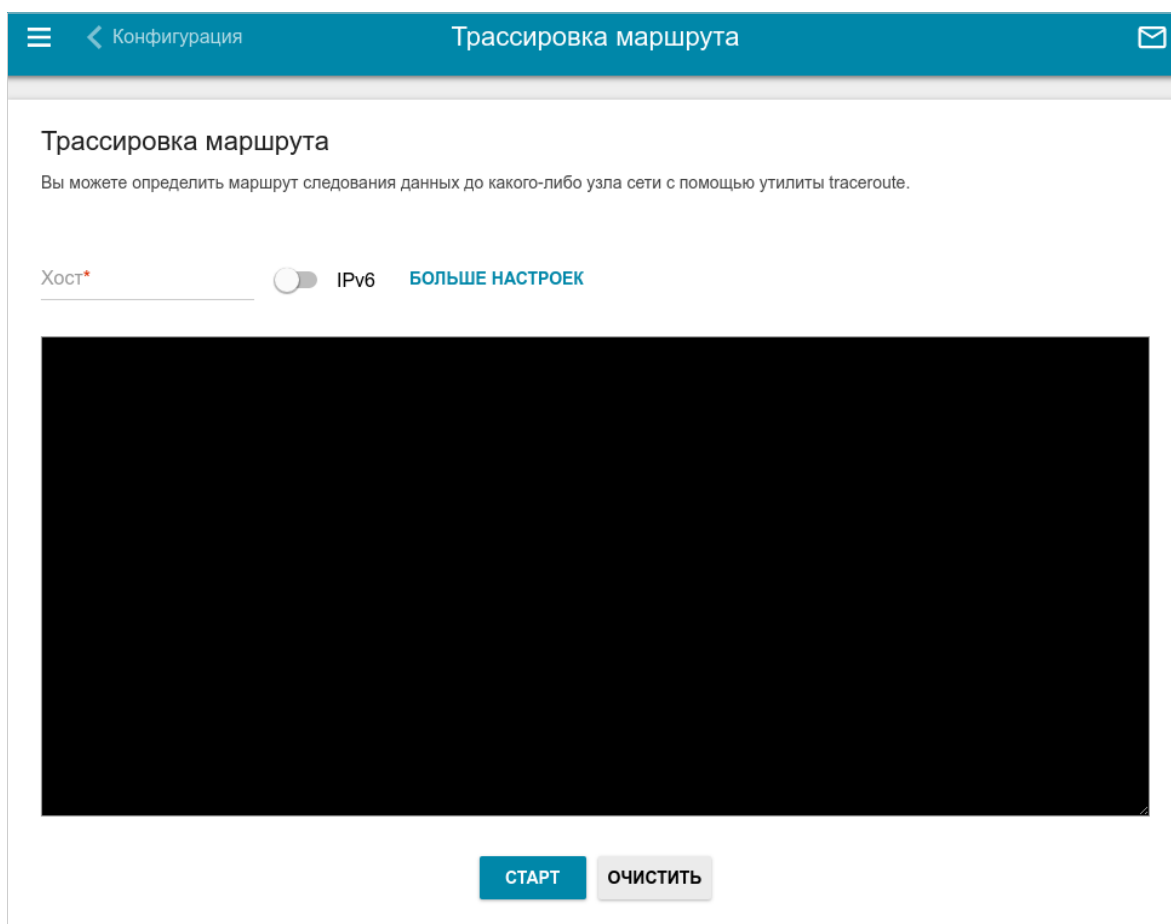 Конфигурация
Трассировка маршрута
Трассировка маршрута
Вы можете определить маршрут следования данных до какого-либо узла сети с помощью утилиты traceroute.
Хост* IPv6 БОЛЬШЕ НАСТРОЕК
СТАРТ ОЧИСТИТЬ